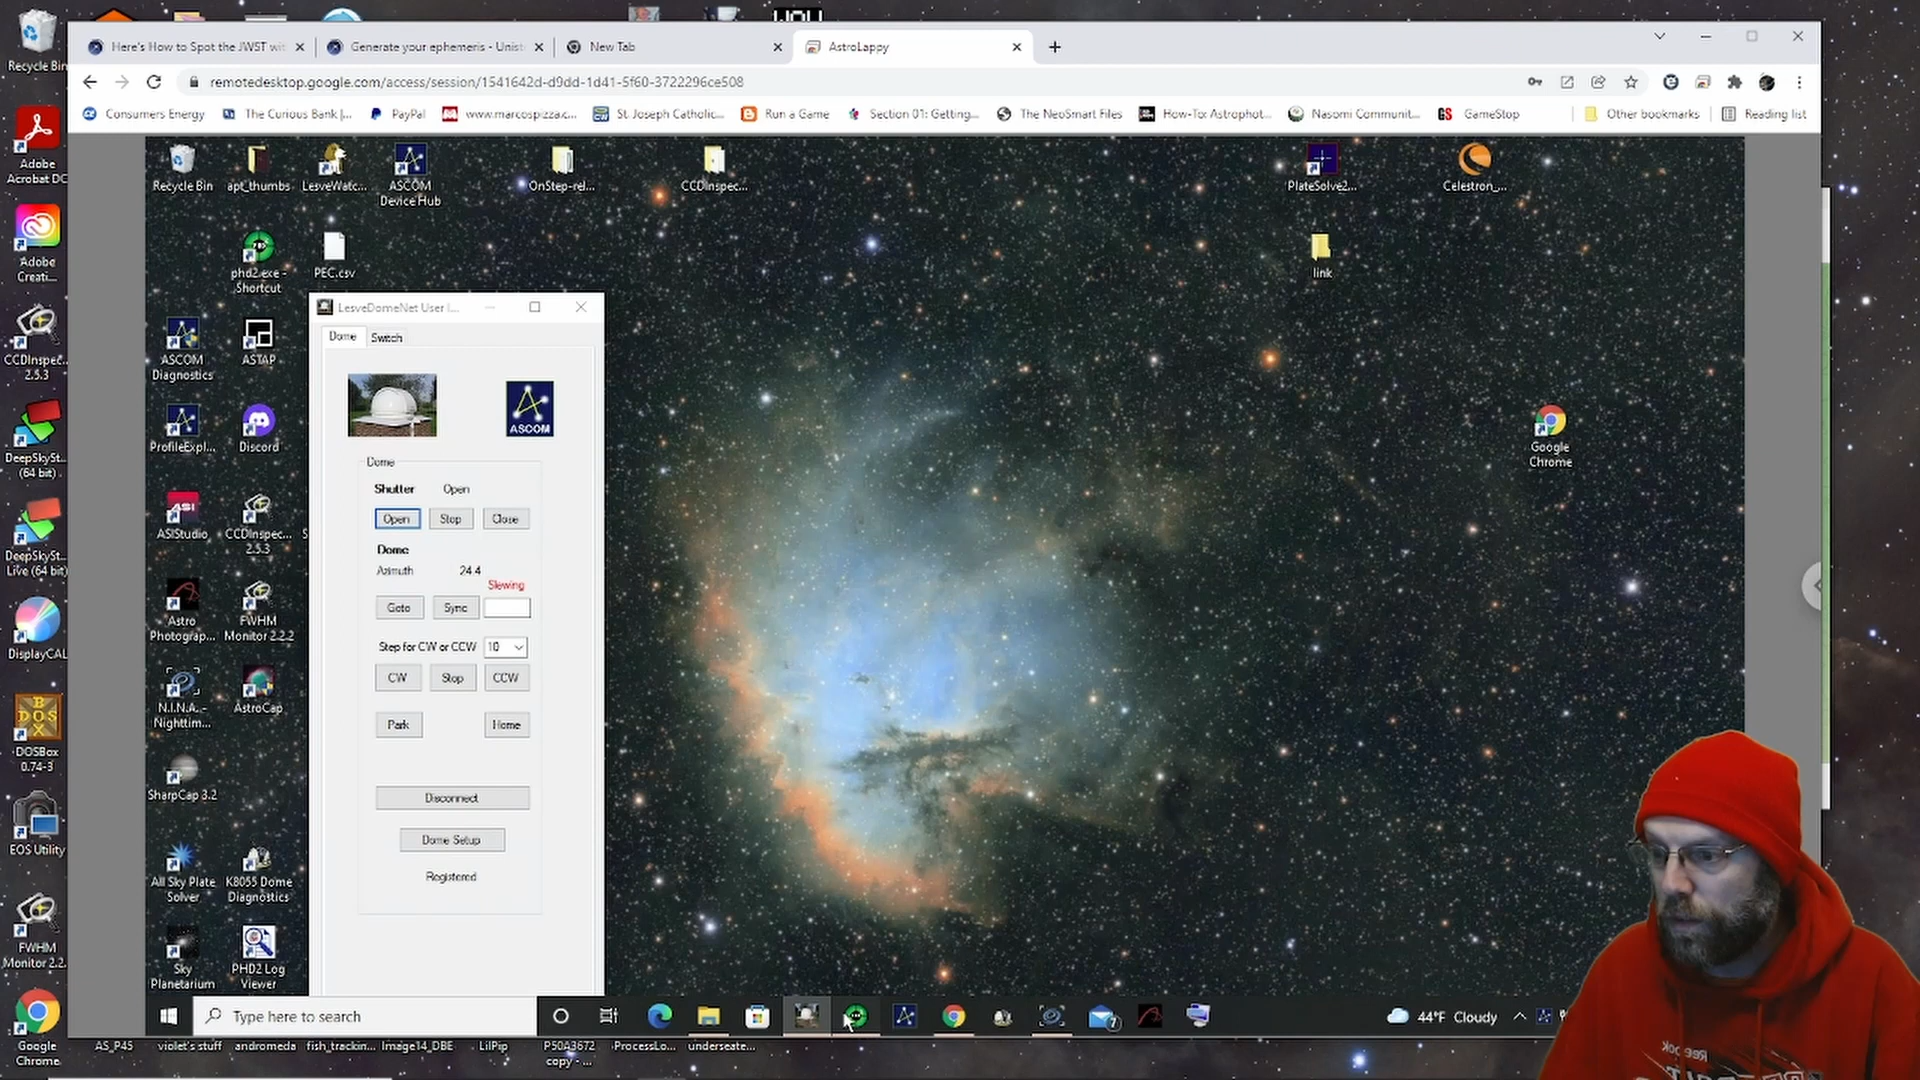 Recycle Bin
Here's How to Spot the JWST wit
Generate your ephemeris - Unist
New Tab
AstroLappy
remotedesktop.google.com/access/session/1541642d-d9dd-1d41-5f60-3722296ce508
Consumers Energy
The Curious Bank |...
PayPal
www.marcospizza.c...
St. Joseph Catholic...
Run a Game
Section 01: Getting...
The NeoSmart Files
How-To: Astrophot...
Nasomi Communit...
GameStop
Other bookmarks
Reading list
Adobe
Acrobat DC
Adobe
Creati...
CCDInspec...
2.5.3
DeepSkySt...
(64 bit)
DeepSkySt...
Live (64 bit)
DisplayCAL
DOSBox
0.74-3
EOS Utility
FWHM
Monitor 2.2.
Google
Chrome
Recycle Bin
apt_thumbs
LesveWatc...
ASCOM
Device Hub
OnStep-rel...
CCDInspec...
PlateSolve2...
Celestron_...
phd2.exe -
Shortcut
PEC.csv
link
ASCOM
Diagnostics
ASTAP
ProfileExpl...
Discord
Google
Chrome
ASIStudio
CCDInspec...
2.5.3
Astro
Photograp...
FWHM
Monitor 2.2.2
N.I.N.A. -
Nighttim...
AstroCap
SharpCap 3.2
All Sky Plate
Solver
K8055 Dome
Diagnostics
Sky
Planetarium
PHD2 Log
Viewer
LesveDomeNet User I...
Dome
Switch
ASCOM
Dome
Shutter
Open
Open
Stop
Close
Dome
Azimuth
24.4
Slewing
Goto
Sync
Step for CW or CCW
10
CW
Stop
CCW
Park
Home
Disconnect
Dome Setup
Registered
Type here to search
7
44°F Cloudy
AS_P45
violet's stuff
andromeda
fish_trackin...
Image14_DBE
LilPip
P50A3672
copy - ...
-ProcessLo...
underseate...
Reebok